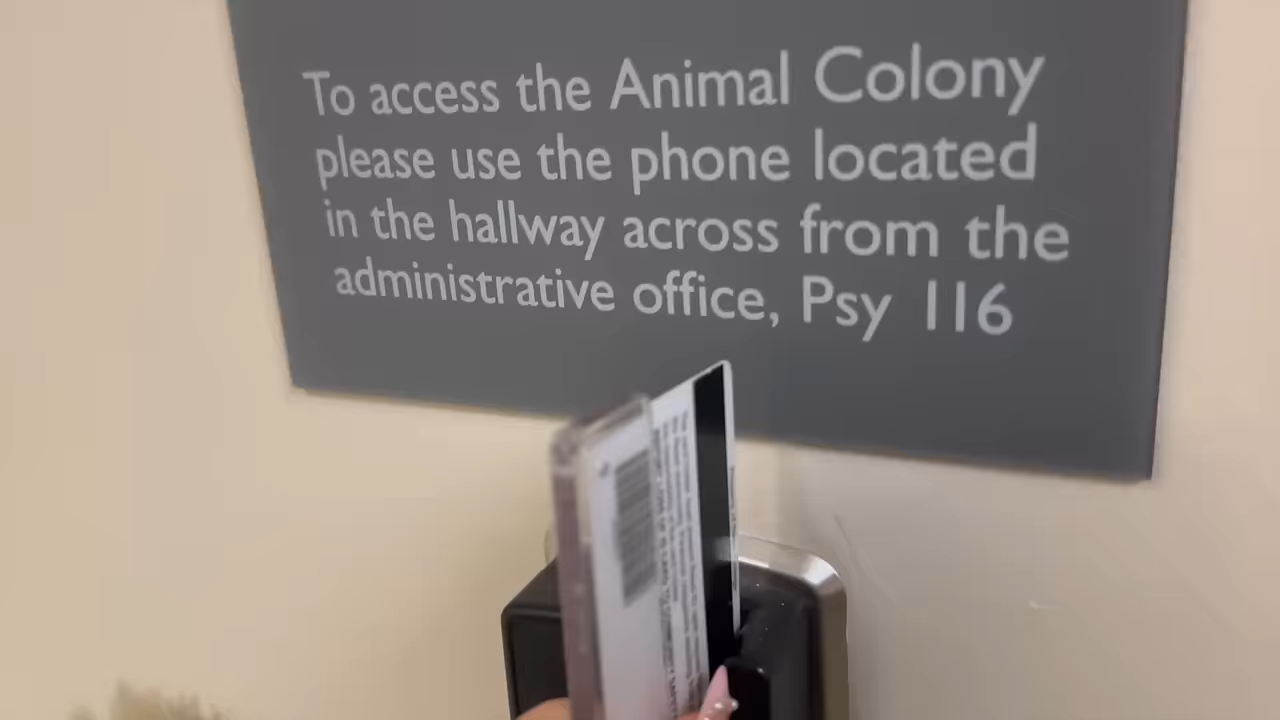 To access the Animal Colony
please use the phone located
in the hallway across from the
administrative office, Psy 116